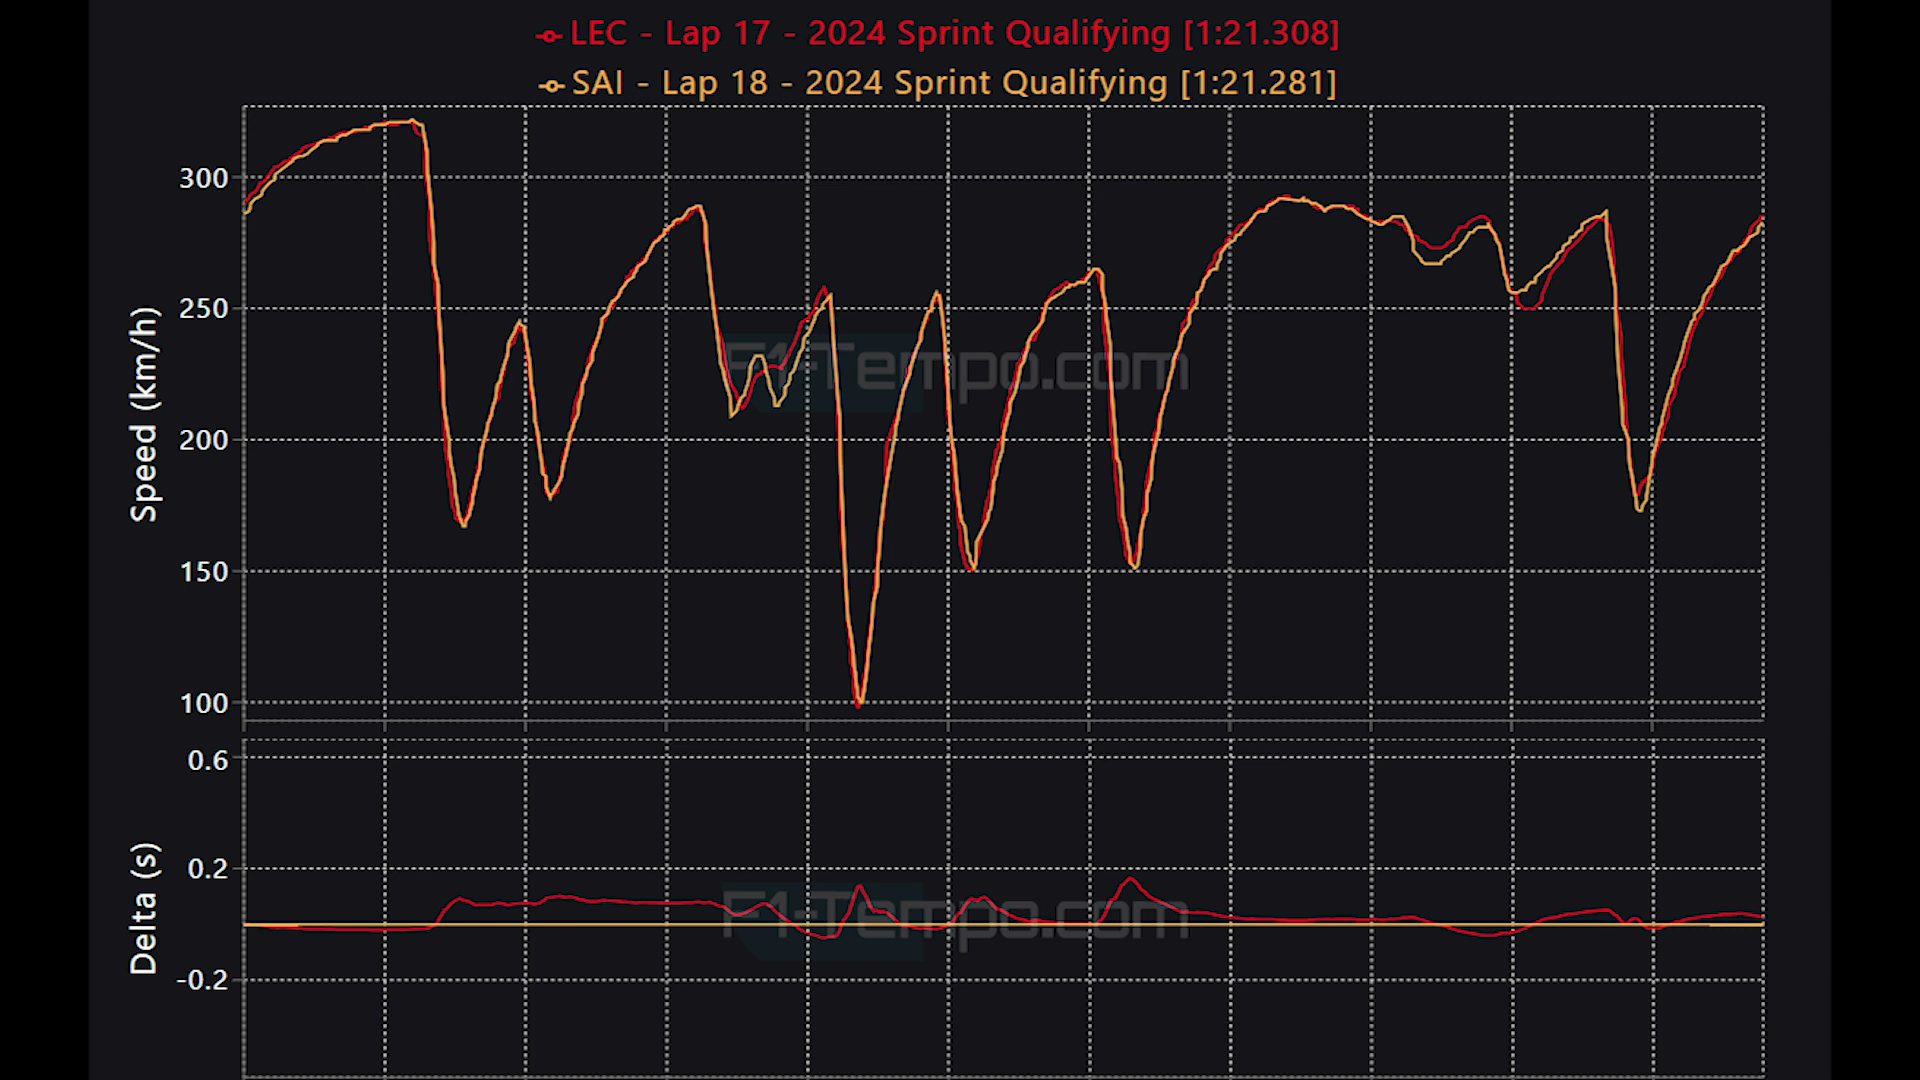 LEC - Lap 17 - 2024 Sprint Qualifying [1:21.308]
SAI - Lap 18 - 2024 Sprint Qualifying [1:21.281]
300
250
200
150
100
Speed (km/h)
F1-Tempo.com
0.6
0.2
-0.2
Delta (s)
F1-Tempo.com